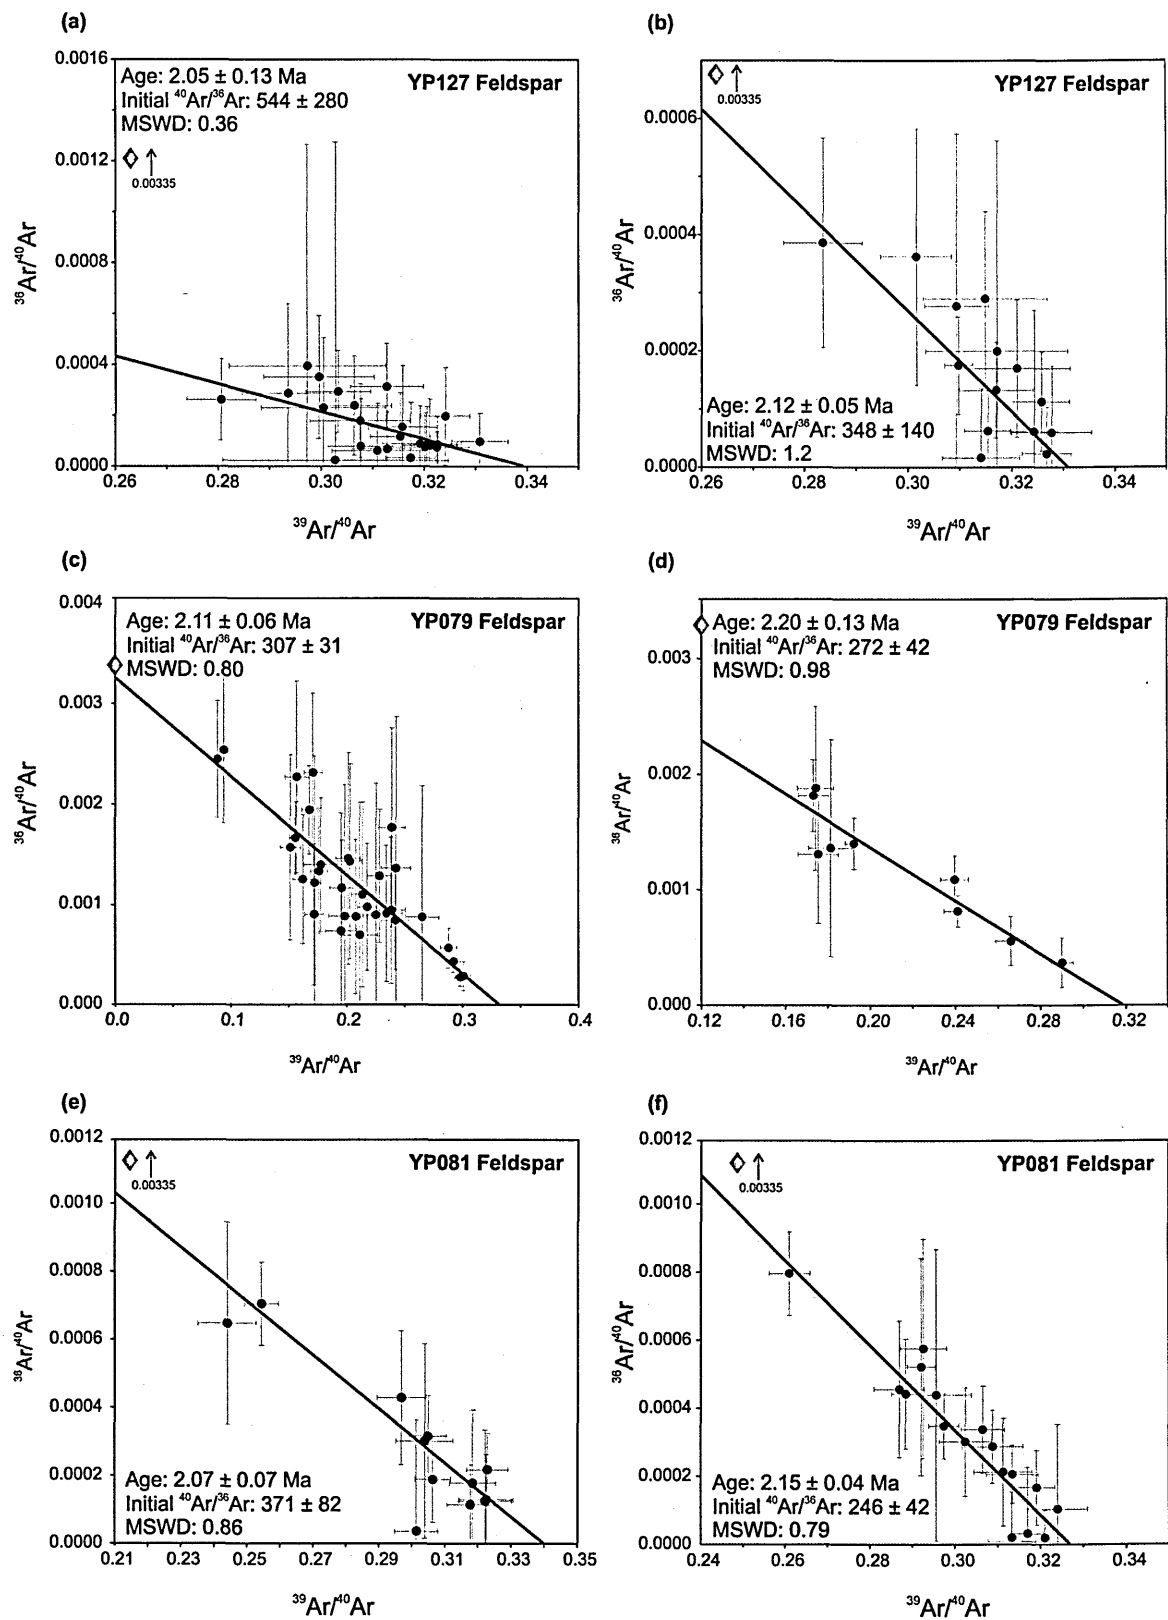 (a)
0.0016
Age: 2.05 ± 0.13 Ma
Initial ⁴⁰Ar/³⁶Ar: 544 ± 280
MSWD: 0.36
YP127 Feldspar
0.00335
0.0012
0.0008
0.0004
0.0000
³⁶Ar/⁴⁰Ar
0.26 0.28 0.30 0.32 0.34
³⁹Ar/⁴⁰Ar
(b)
YP127 Feldspar
0.00335
0.0006
0.0004
0.0002
0.0000
³⁶Ar/⁴⁰Ar
Age: 2.12 ± 0.05 Ma
Initial ⁴⁰Ar/³⁶Ar: 348 ± 140
MSWD: 1.2
0.26 0.28 0.30 0.32 0.34
³⁹Ar/⁴⁰Ar
(c)
0.004
Age: 2.11 ± 0.06 Ma
Initial ⁴⁰Ar/³⁶Ar: 307 ± 31
MSWD: 0.80
YP079 Feldspar
0.003
0.002
0.001
0.000
³⁶Ar/⁴⁰Ar
0.0 0.1 0.2 0.3 0.4
³⁹Ar/⁴⁰Ar
(d)
Age: 2.20 ± 0.13 Ma
Initial ⁴⁰Ar/³⁶Ar: 272 ± 42
MSWD: 0.98
YP079 Feldspar
0.003
0.002
0.001
0.000
³⁶Ar/⁴⁰Ar
0.12 0.16 0.20 0.24 0.28 0.32
³⁹Ar/⁴⁰Ar
(e)
0.0012
YP081 Feldspar
0.00335
0.0010
0.0008
0.0006
0.0004
0.0002
0.0000
³⁶Ar/⁴⁰Ar
Age: 2.07 ± 0.07 Ma
Initial ⁴⁰Ar/³⁶Ar: 371 ± 82
MSWD: 0.86
0.21 0.23 0.25 0.27 0.29 0.31 0.33 0.35
³⁹Ar/⁴⁰Ar
(f)
0.0012
YP081 Feldspar
0.00335
0.0010
0.0008
0.0006
0.0004
0.0002
0.0000
³⁶Ar/⁴⁰Ar
Age: 2.15 ± 0.04 Ma
Initial ⁴⁰Ar/³⁶Ar: 246 ± 42
MSWD: 0.79
0.24 0.26 0.28 0.30 0.32 0.34
³⁹Ar/⁴⁰Ar